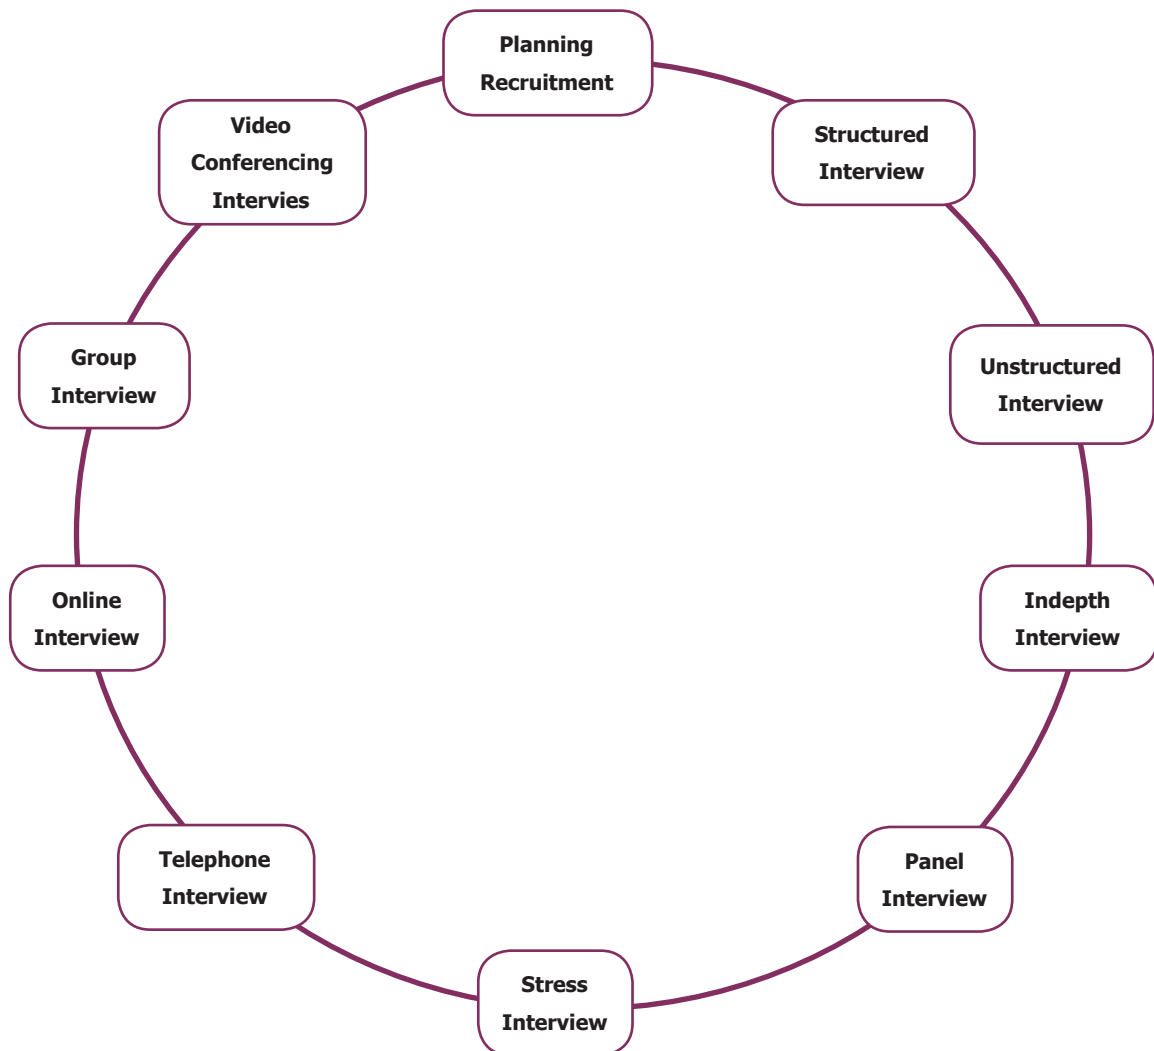 Planning
Recruitment
Structured
Interview
Unstructured
Interview
Indepth
Interview
Panel
Interview
Stress
Interview
Telephone
Interview
Online
Interview
Group
Interview
Video
Conferencing
Intervies